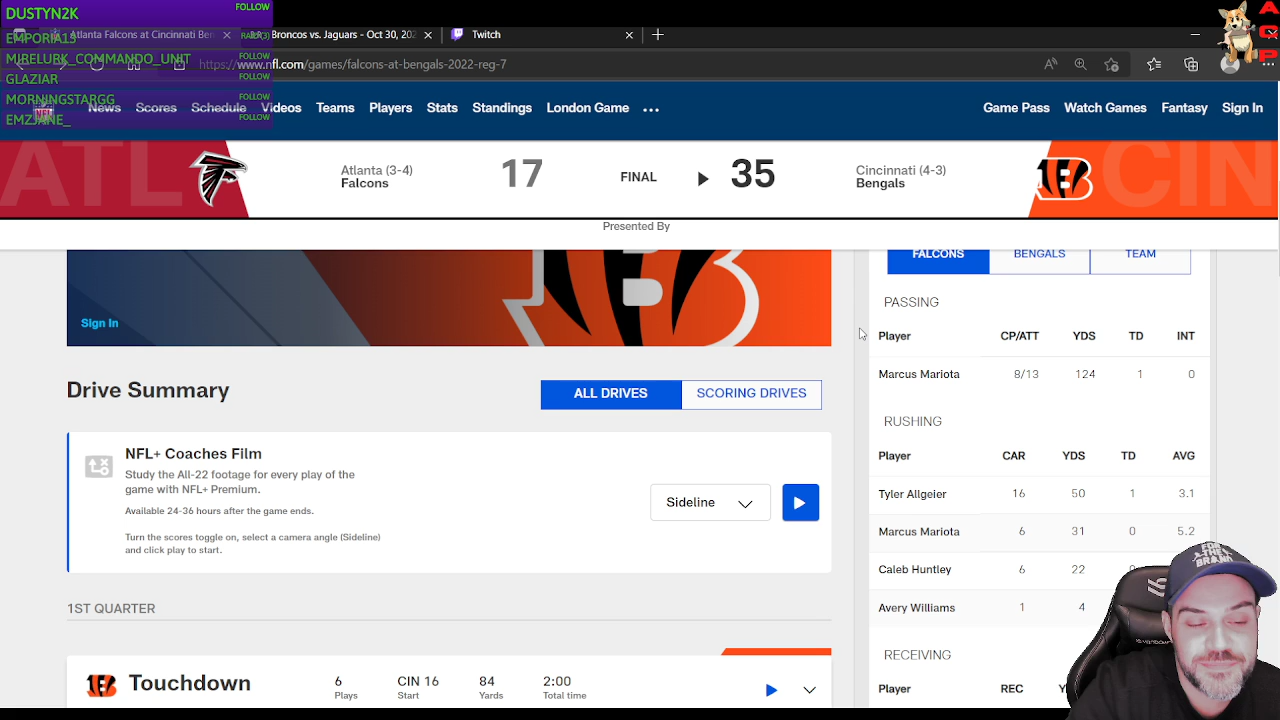 DUSTYN2K FOLLOW
EMPORIA15 RAID(3)
MIRELURK_COMMANDO_UNIT FOLLOW
GLAZIAR FOLLOW
MORNINGSTARGG FOLLOW
EMZJANE_ FOLLOW
A C P
Atlanta Falcons at Cincinnati Ben
Broncos vs. Jaguars - Oct 30, 202
Twitch
https://www.nfl.com/games/falcons-at-bengals-2022-reg-7
NFL News Scores Schedule Videos Teams Players Stats Standings London Game ... Game Pass Watch Games Fantasy Sign In
ATL
Atlanta (3-4)
Falcons
17 FINAL 35
Cincinnati (4-3)
Bengals
CIN
Presented By
Sign In
Drive Summary
ALL DRIVES SCORING DRIVES
NFL+ Coaches Film
Study the All-22 footage for every play of the
game with NFL+ Premium.
Available 24-36 hours after the game ends.
Turn the scores toggle on, select a camera angle (Sideline)
and click play to start.
Sideline
1ST QUARTER
Touchdown
6 CIN 16 84 2:00
Plays Start Yards Total time
FALCONS BENGALS TEAM
PASSING
Player CP/ATT YDS TD INT
Marcus Mariota 8/13 124 1 0
RUSHING
Player CAR YDS TD AVG
Tyler Allgeier 16 50 1 3.1
Marcus Mariota 6 31 0 5.2
Caleb Huntley 6 22
Avery Williams 1 4
RECEIVING
Player REC
FOR
THE
BRAND